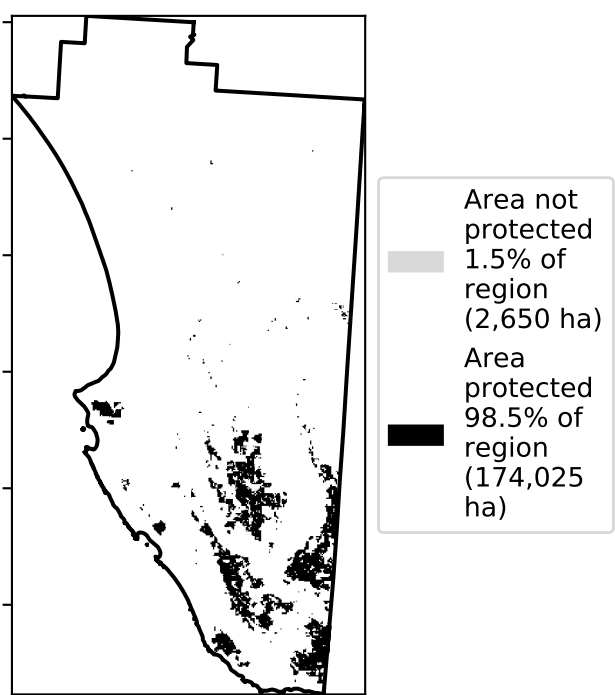 Area not
protected
1.5% of
region
(2,650 ha)
Area
protected
98.5% of
region
(174,025
ha)